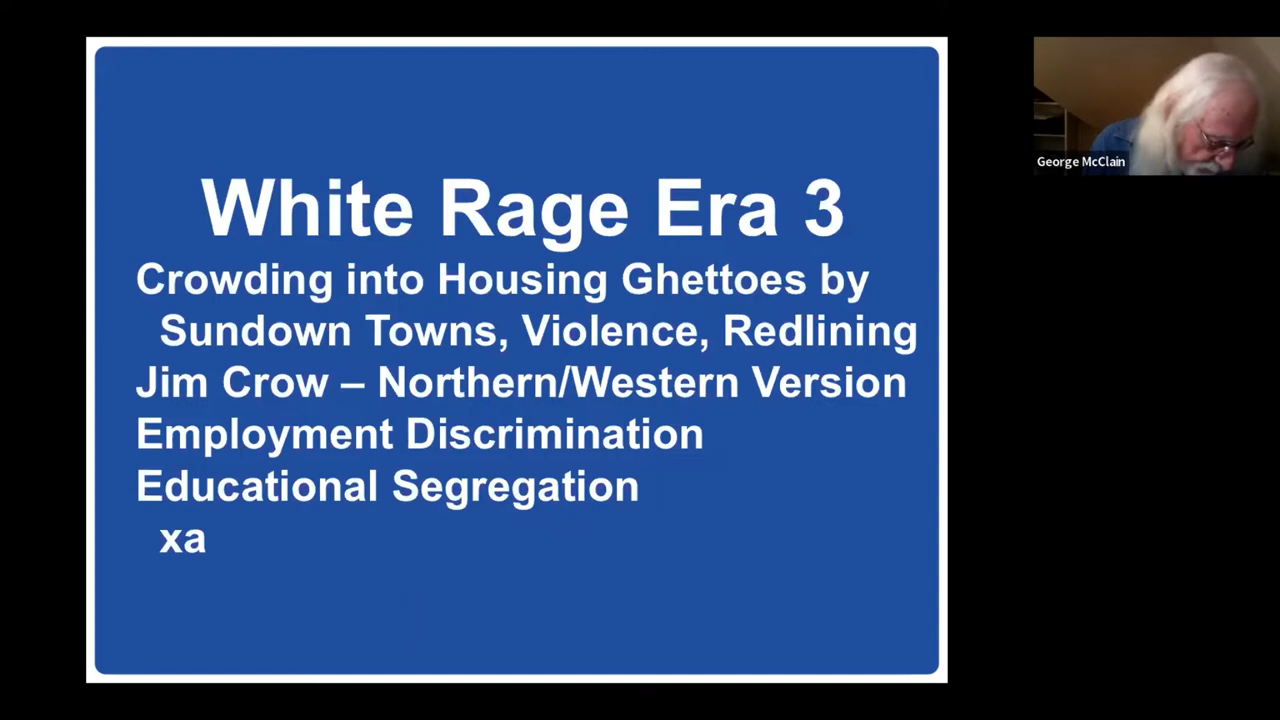 White Rage Era 3
Crowding into Housing Ghettoes by
Sundown Towns, Violence, Redlining
Jim Crow – Northern/Western Version
Employment Discrimination
Educational Segregation
xa
George McClain